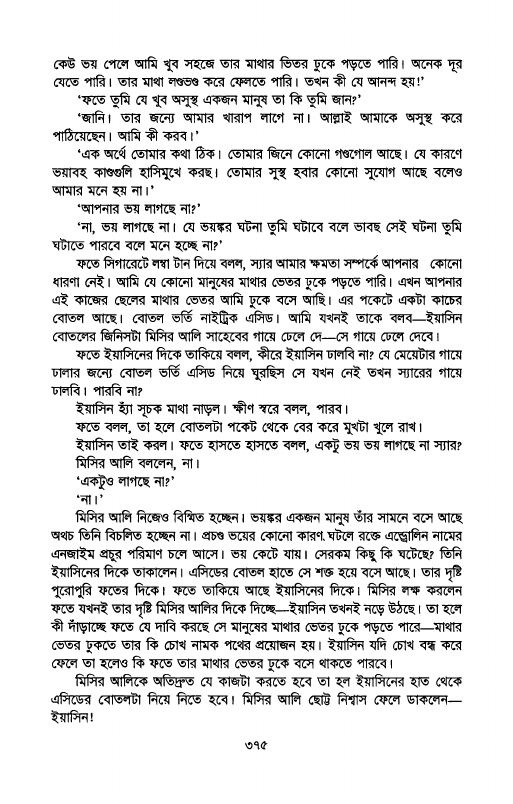 কেউ ভয় পেলে আমি খুব সহজে তার মাথার ভিতর ঢুকে পড়তে পারি। অনেক দূর
যেতে পারি। তার মাথা লণ্ডভণ্ড করে ফেলতে পারি। তখন কী যে আনন্দ হয়!’
‘ফতে তুমি যে খুব অসুস্থ একজন মানুষ তা কি তুমি জান?’
‘জানি। তার জন্যে আমার খারাপ লাগে না। আল্লাই আমাকে অসুস্থ করে
পাঠিয়েছেন। আমি কী করব।’
‘এক অর্থে তোমার কথা ঠিক। তোমার জিনে কোনো গণ্ডগোল আছে। যে কারণে
ভয়াবহ কাণ্ডগুলি হাসিমুখে করছ। তোমার সুস্থ হবার কোনো সুযোগ আছে বলেও
আমার মনে হয় না।’
‘আপনার ভয় লাগছে না?’
‘না, ভয় লাগছে না। যে ভয়ঙ্কর ঘটনা তুমি ঘটাবে বলে ভাবছ সেই ঘটনা তুমি
ঘটাতে পারবে বলে মনে হচ্ছে না?’
ফতে সিগারেটে লম্বা টান দিয়ে বলল, স্যার আমার ক্ষমতা সম্পর্কে আপনার কোনো
ধারণা নেই। আমি যে কোনো মানুষের মাথার ভেতর ঢুকে পড়তে পারি। এখন আপনার
এই কাজের ছেলের মাথার ভেতর আমি ঢুকে বসে আছি। এর পকেটে একটা কাচের
বোতল আছে। বোতল ভর্তি নাইট্রিক এসিড। আমি যখনই তাকে বলব—ইয়াসিন
বোতলের জিনিসটা মিসির আলি সাহেবের গায়ে ঢেলে দে—সে গায়ে ঢেলে দেবে।
ফতে ইয়াসিনের দিকে তাকিয়ে বলল, কীরে ইয়াসিন ঢালবি না? যে মেয়েটার গায়ে
ঢালার জন্যে বোতল ভর্তি এসিড নিয়ে ঘুরছিস সে যখন নেই তখন স্যারের গায়ে
ঢালবি। পারবি না?
ইয়াসিন হ্যাঁ সূচক মাথা নাড়ল। ক্ষীণ স্বরে বলল, পারব।
ফতে বলল, তা হলে বোতলটা পকেট থেকে বের করে মুখটা খুলে রাখ।
ইয়াসিন তাই করল। ফতে হাসতে হাসতে বলল, একটু ভয় ভয় লাগছে না স্যার?
মিসির আলি বললেন, না।
‘একটুও লাগছে না?’
‘না।’
মিসির আলি নিজেও বিস্মিত হচ্ছেন। ভয়ঙ্কর একজন মানুষ তাঁর সামনে বসে আছে
অথচ তিনি বিচলিত হচ্ছেন না। প্রচণ্ড ভয়ের কোনো কারণ ঘটলে রক্তে এন্ড্রোলিন নামের
এনজাইম প্রচুর পরিমাণ চলে আসে। ভয় কেটে যায়। সেরকম কিছু কি ঘটেছে? তিনি
ইয়াসিনের দিকে তাকালেন। এসিডের বোতল হাতে সে শক্ত হয়ে বসে আছে। তার দৃষ্টি
পুরোপুরি ফতের দিকে। ফতে তাকিয়ে আছে ইয়াসিনের দিকে। মিসির লক্ষ করলেন
ফতে যখনই তার দৃষ্টি মিসির আলির দিকে দিচ্ছে—ইয়াসিন তখনই নড়ে উঠছে। তা হলে
কী দাঁড়াচ্ছে ফতে যে দাবি করছে সে মানুষের মাথার ভেতর ঢুকে পড়তে পারে—মাথার
ভেতর ঢুকতে তার কি চোখ নামক পথের প্রয়োজন হয়। ইয়াসিন যদি চোখ বন্ধ করে
ফেলে তা হলেও কি ফতে তার মাথার ভেতর ঢুকে বসে থাকতে পারবে।
মিসির আলিকে অতিদ্রুত যে কাজটা করতে হবে তা হল ইয়াসিনের হাত থেকে
এসিডের বোতলটা নিয়ে নিতে হবে। মিসির আলি ছোট্ট নিশ্বাস ফেলে ডাকলেন—
ইয়াসিন!
৩৭৫